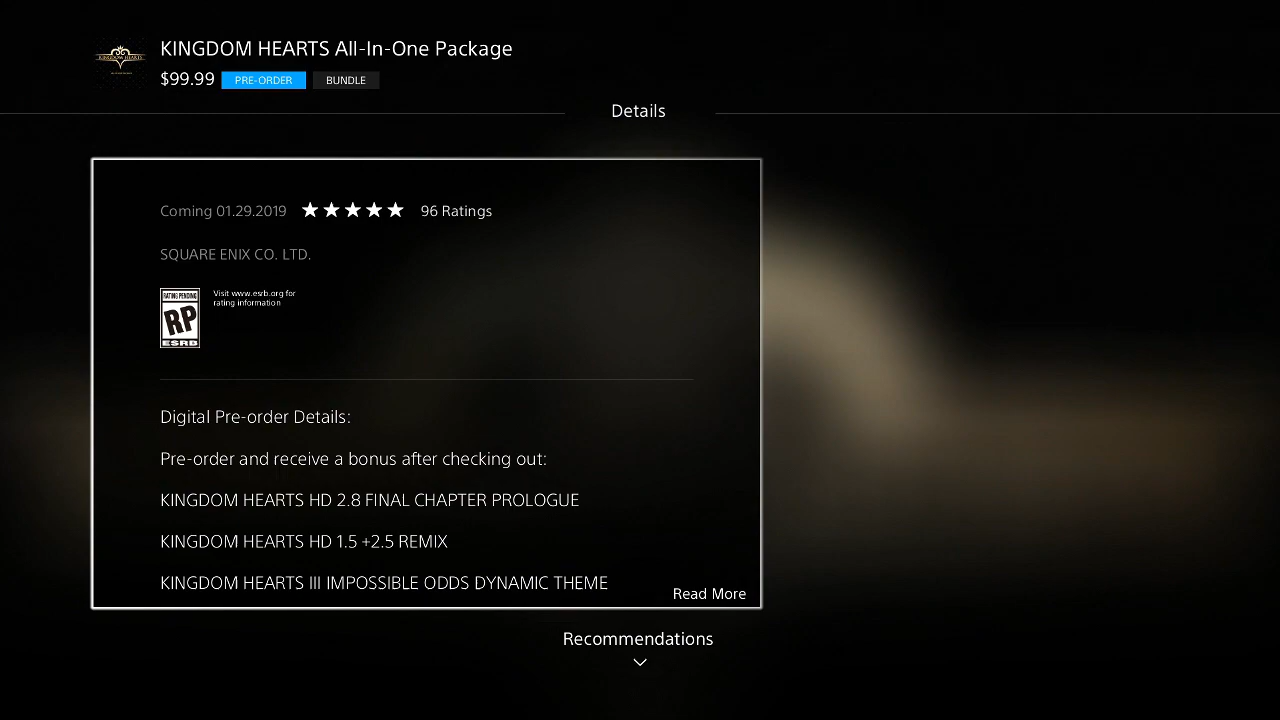 KINGDOM HEARTS
KINGDOM HEARTS All-In-One Package
$99.99 PRE-ORDER BUNDLE
Details
Coming 01.29.2019 ★★★★★ 96 Ratings
SQUARE ENIX CO. LTD.
RATING PENDING
RP
ESRB
Visit www.esrb.org for
rating information
Digital Pre-order Details:
Pre-order and receive a bonus after checking out:
KINGDOM HEARTS HD 2.8 FINAL CHAPTER PROLOGUE
KINGDOM HEARTS HD 1.5 +2.5 REMIX
KINGDOM HEARTS III IMPOSSIBLE ODDS DYNAMIC THEME
Read More
Recommendations